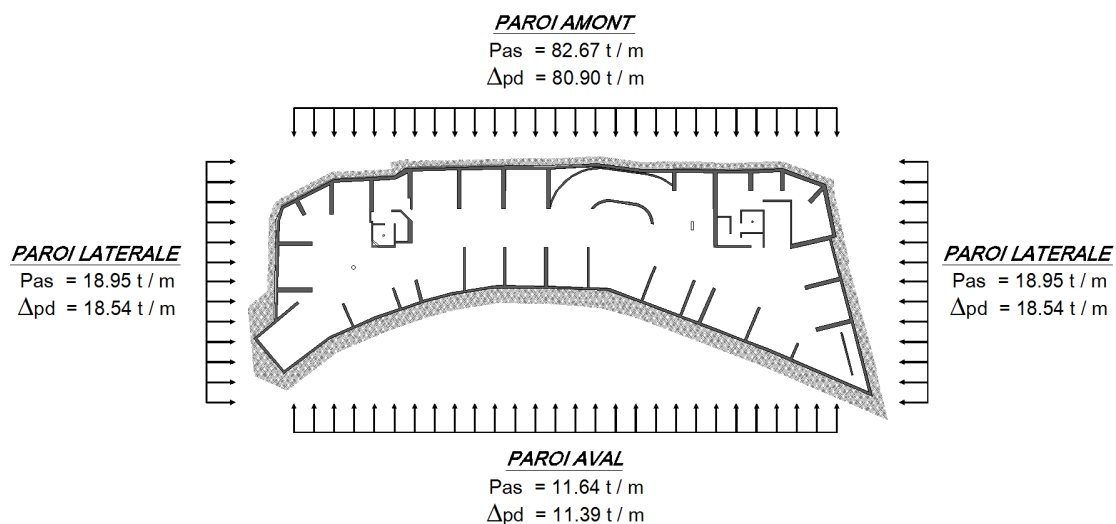 PAROI AMONT
Pas = 82.67 t / m
Δpd = 80.90 t / m
PAROI LATERALE
Pas = 18.95 t / m
Δpd = 18.54 t / m
PAROI LATERALE
Pas = 18.95 t / m
Δpd = 18.54 t / m
PAROI AVAL
Pas = 11.64 t / m
Δpd = 11.39 t / m